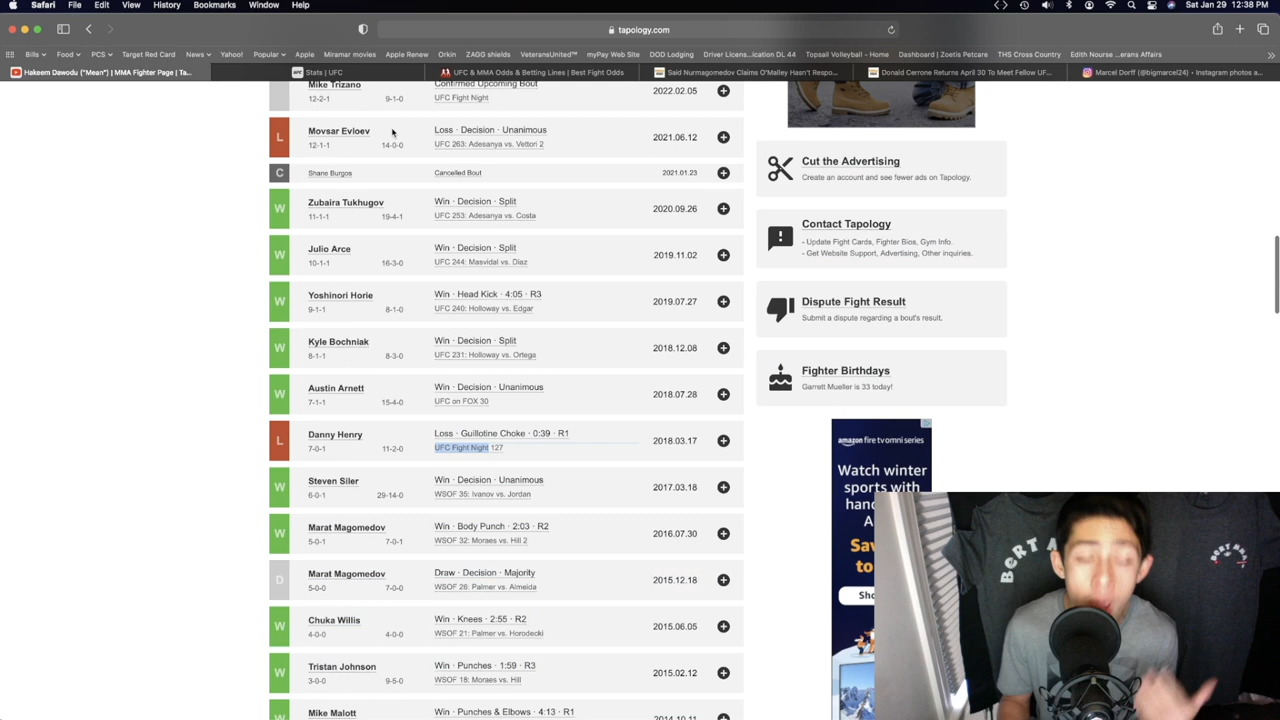 Safari File Edit View History Bookmarks Window Help
Sat Jan 29 12:38 PM
tapology.com
Bills Food PCS Target Red Card News Yahoo! Popular Apple Miramar movies Apple Renew Orkin ZAGG shields VeteransUnited™ myPay Web Site DOD Lodging Driver Licens...ication DL 44 Topsail Volleyball - Home Dashboard | Zoetis Petcare THS Cross Country Edith Nourse ...erans Affairs
Hakeem Dawodu ("Mean") | MMA Fighter Page | Ta... Stats | UFC UFC & MMA Odds & Betting Lines | Best Fight Odds Said Nurmagomedov Claims O'Malley Hasn't Respo... Donald Cerrone Returns April 30 To Meet Fellow UF... Marcel Dorff (@bigmarcel24) • Instagram photos a...
Mike Trizano Confirmed Upcoming Bout 2022.02.05
12-2-1 9-1-0 UFC Fight Night
L Movsar Evloev Loss · Decision · Unanimous 2021.06.12
12-1-1 14-0-0 UFC 263: Adesanya vs. Vettori 2
C Shane Burgos Cancelled Bout 2021.01.23
W Zubaira Tukhugov Win · Decision · Split 2020.09.26
11-1-1 19-4-1 UFC 253: Adesanya vs. Costa
W Julio Arce Win · Decision · Split 2019.11.02
10-1-1 16-3-0 UFC 244: Masvidal vs. Diaz
W Yoshinori Horie Win · Head Kick · 4:05 · R3 2019.07.27
9-1-1 8-1-0 UFC 240: Holloway vs. Edgar
W Kyle Bochniak Win · Decision · Split 2018.12.08
8-1-1 8-3-0 UFC 231: Holloway vs. Ortega
W Austin Arnett Win · Decision · Unanimous 2018.07.28
7-1-1 15-4-0 UFC on FOX 30
L Danny Henry Loss · Guillotine Choke · 0:39 · R1 2018.03.17
7-0-1 11-2-0 UFC Fight Night 127
W Steven Siler Win · Decision · Unanimous 2017.03.18
6-0-1 29-14-0 WSOF 35: Ivanov vs. Jordan
W Marat Magomedov Win · Body Punch · 2:03 · R2 2016.07.30
5-0-1 7-0-1 WSOF 32: Moraes vs. Hill 2
D Marat Magomedov Draw · Decision · Majority 2015.12.18
5-0-0 7-0-0 WSOF 26: Palmer vs. Almeida
W Chuka Willis Win · Knees · 2:55 · R2 2015.06.05
4-0-0 4-0-0 WSOF 21: Palmer vs. Horodecki
W Tristan Johnson Win · Punches · 1:59 · R3 2015.02.12
3-0-0 9-5-0 WSOF 18: Moraes vs. Hill
Mike Malott Win · Punches & Elbows · 4:13 · R1 2014.10.11
Cut the Advertising
Create an account and see fewer ads on Tapology.
Contact Tapology
- Update Fight Cards, Fighter Bios, Gym Info.
- Get Website Support, Advertising, Other inquiries.
Dispute Fight Result
Submit a dispute regarding a bout's result.
Fighter Birthdays
Garrett Mueller is 33 today!
amazon fire tv omni series
Watch winter
sports with
BERT